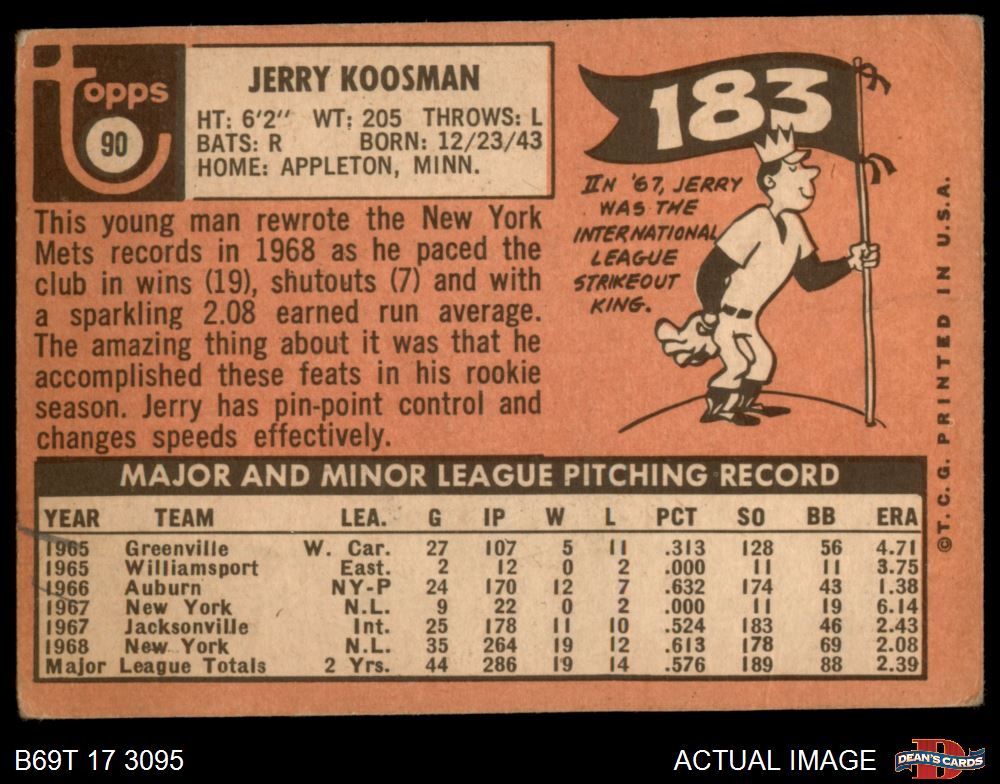 Topps
90
JERRY KOOSMAN
HT: 6'2" WT: 205 THROWS: L
BATS: R BORN: 12/23/43
HOME: APPLETON, MINN.
This young man rewrote the New York
Mets records in 1968 as he paced the
club in wins (19), shutouts (7) and with
a sparkling 2.08 earned run average.
The amazing thing about it was that he
accomplished these feats in his rookie
season. Jerry has pin-point control and
changes speeds effectively.
183
IN '67, JERRY
WAS THE
INTERNATIONAL
LEAGUE
STRIKEOUT
KING.
©T.C.G. PRINTED IN U.S.A.
MAJOR AND MINOR LEAGUE PITCHING RECORD
YEAR TEAM LEA. G IP W L PCT SO BB ERA
1965 Greenville W. Car. 27 107 5 11 .313 128 56 4.71
1965 Williamsport East. 2 12 0 2 .000 11 11 3.75
1966 Auburn NY-P 24 170 12 7 .632 174 43 1.38
1967 New York N.L. 9 22 0 2 .000 11 19 6.14
1967 Jacksonville Int. 25 178 11 10 .524 183 46 2.43
1968 New York N.L. 35 264 19 12 .613 178 69 2.08
Major League Totals 2 Yrs. 44 286 19 14 .576 189 88 2.39
B69T 17 3095
ACTUAL IMAGE
DEAN'S CARDS